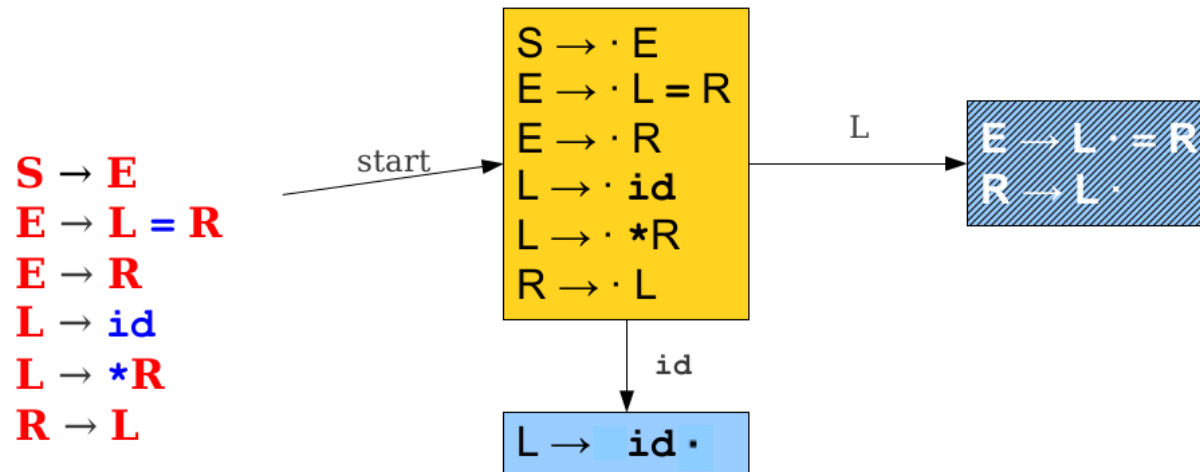 S → E
E → L = R
E → R
L → id
L → *R
R → L
start
S → · E
E → · L = R
E → · R
L → · id
L → · *R
R → · L
L
E → L · = R
R → L ·
id
L → id ·